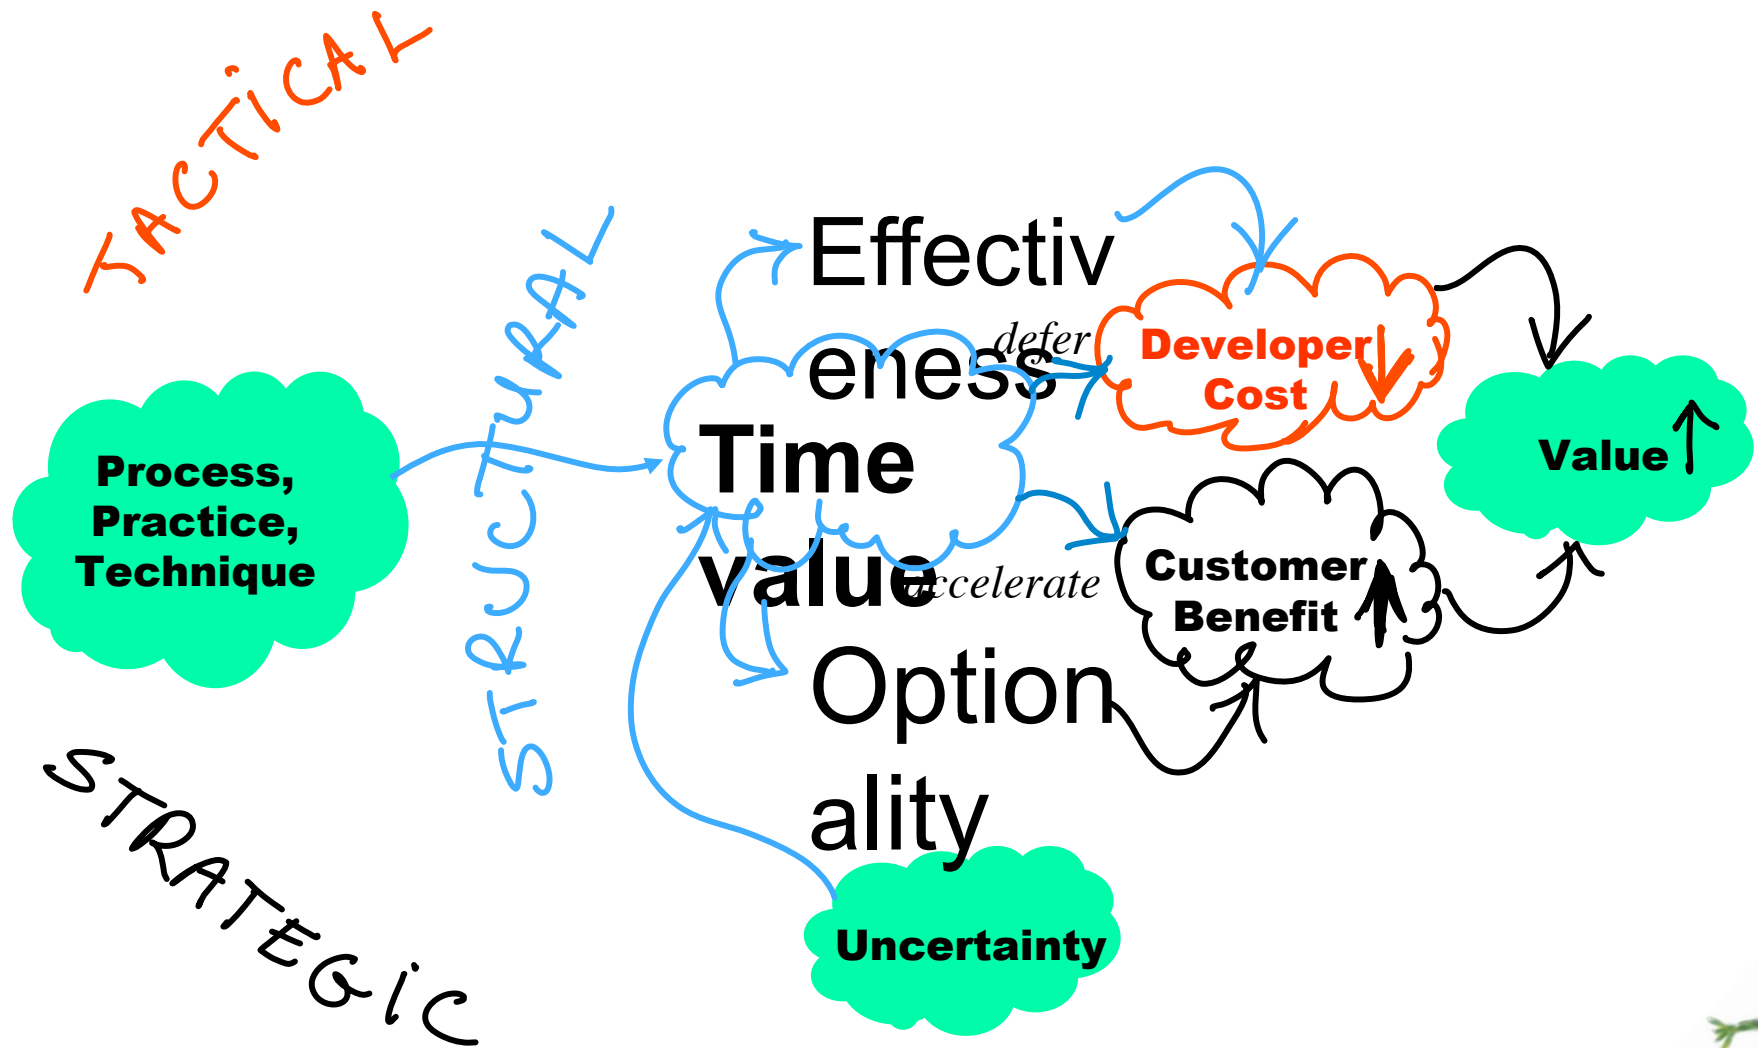 TACTICAL
STRUCTURAL
STRATEGIC
Process,
Practice,
Technique
Effectiv
eness
defer
Time
value
accelerate
Option
ality
Uncertainty
Developer
Cost
Customer
Benefit
Value